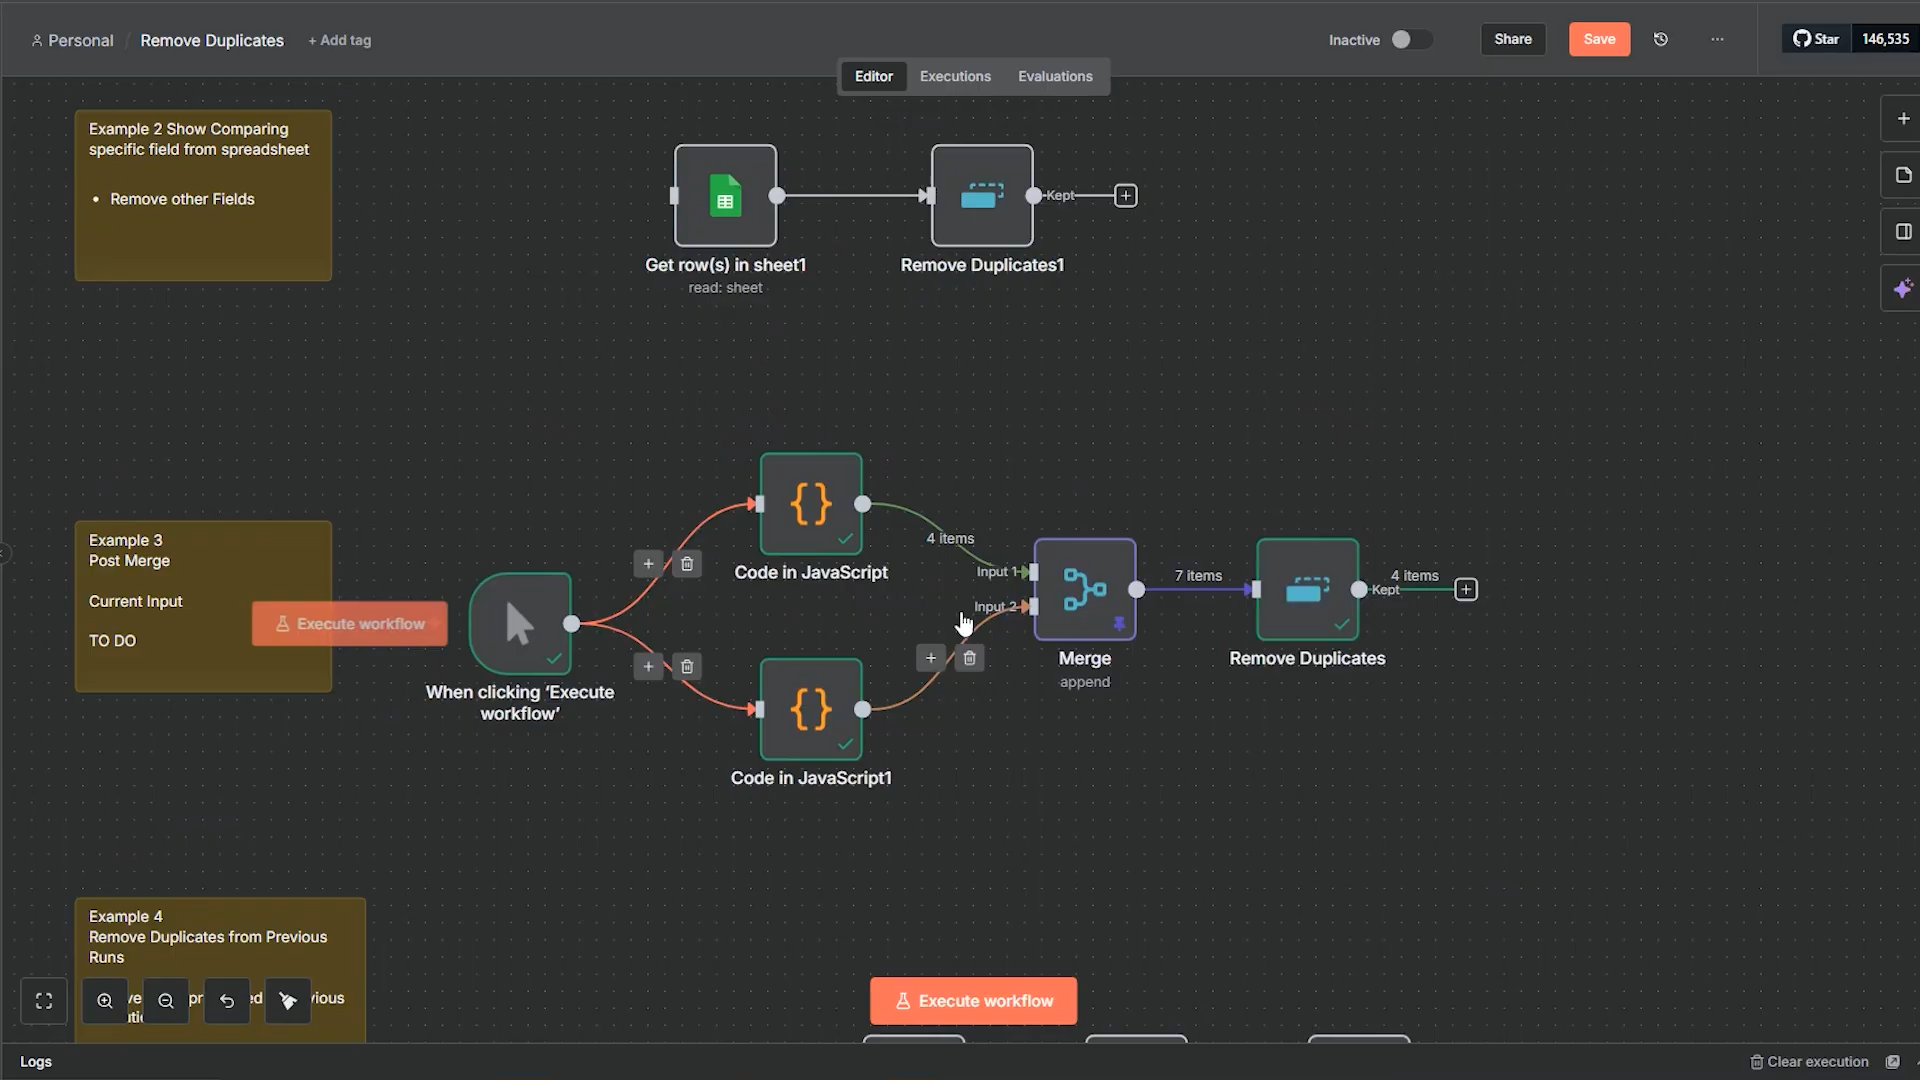 Personal / Remove Duplicates + Add tag
Inactive
Share
Save
...
Star 146,535
Editor Executions Evaluations
Example 2 Show Comparing
specific field from spreadsheet
• Remove other Fields
Get row(s) in sheet1
read: sheet
Kept
Remove Duplicates1
Example 3
Post Merge
Current Input
TO DO
Execute workflow
When clicking ‘Execute
workflow’
Code in JavaScript
4 items
Input 1
Input 2
Code in JavaScript1
Merge
append
7 items
4 items
Kept
Remove Duplicates
Example 4
Remove Duplicates from Previous
Runs
Execute workflow
Logs
Clear execution